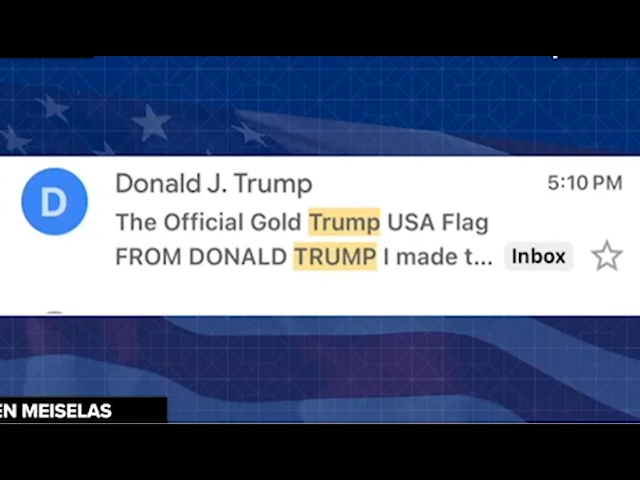 D
Donald J. Trump
5:10 PM
The Official Gold Trump USA Flag
FROM DONALD TRUMP I made t...
Inbox
EN MEISELAS